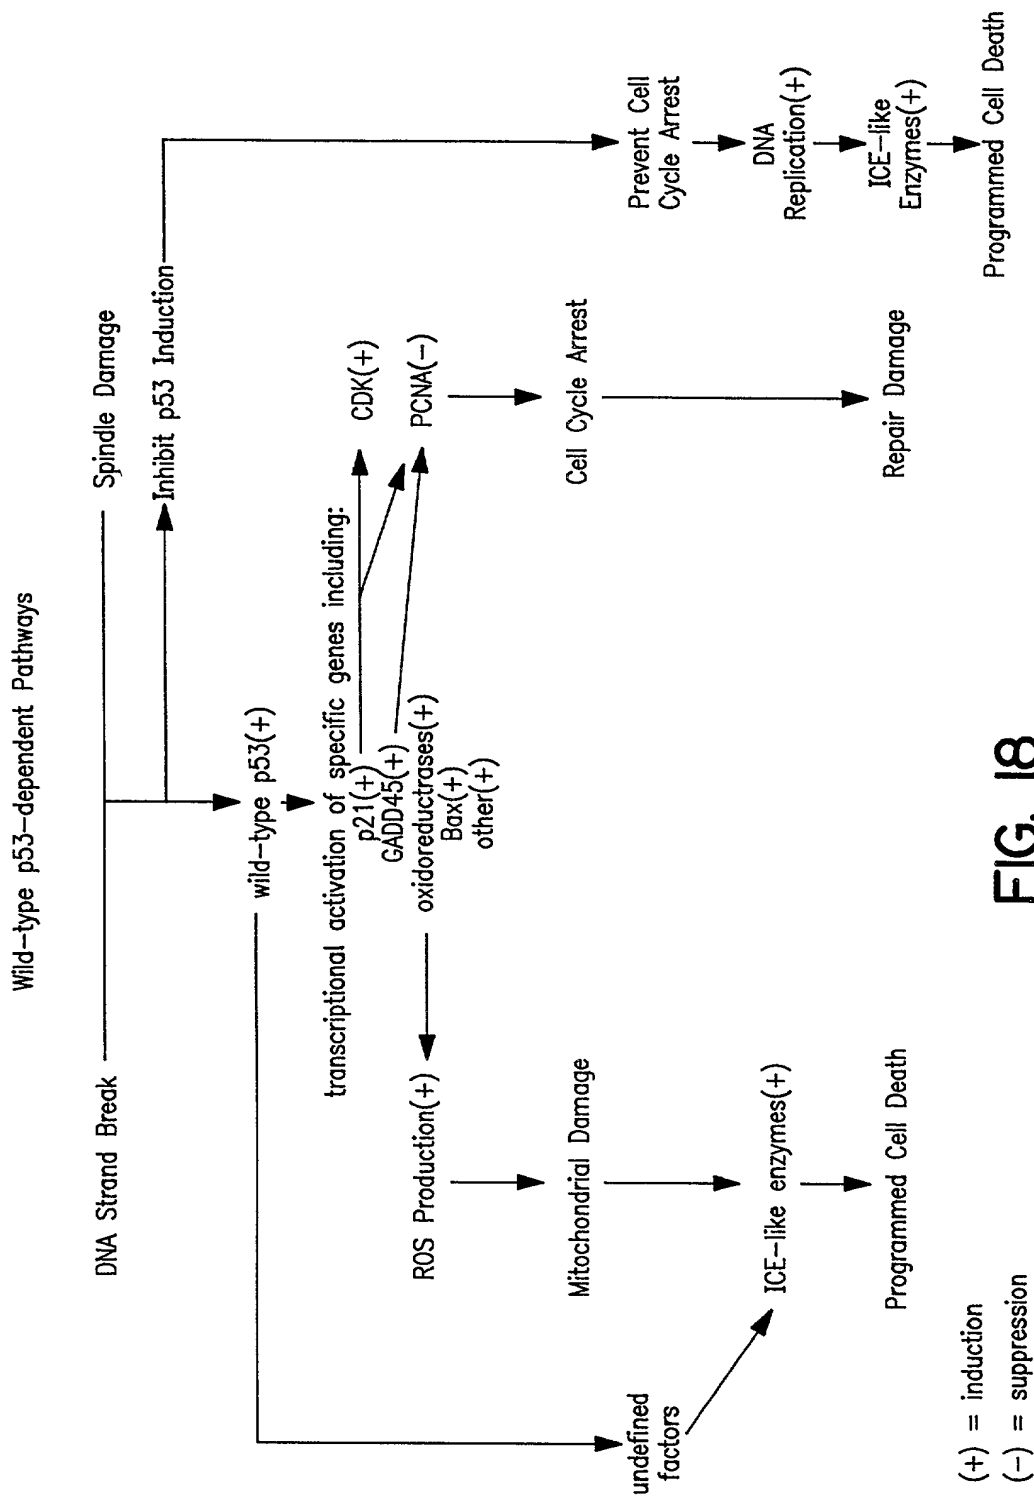 Wild-type p53-dependent Pathways
DNA Strand Break
Spindle Damage
Inhibit p53 Induction
wild-type p53(+)
transcriptional activation of specific genes including:
p21(+)
GADD45(+)
oxidoreductrases(+)
Bax(+)
other(+)
CDK(+)
PCNA(-)
ROS Production(+)
Mitochondrial Damage
undefined
factors
ICE-like enzymes(+)
Programmed Cell Death
Cell Cycle Arrest
Repair Damage
Prevent Cell
Cycle Arrest
DNA
Replication(+)
ICE-like
Enzymes(+)
Programmed Cell Death
(+) = induction
(-) = suppression
FIG. 18